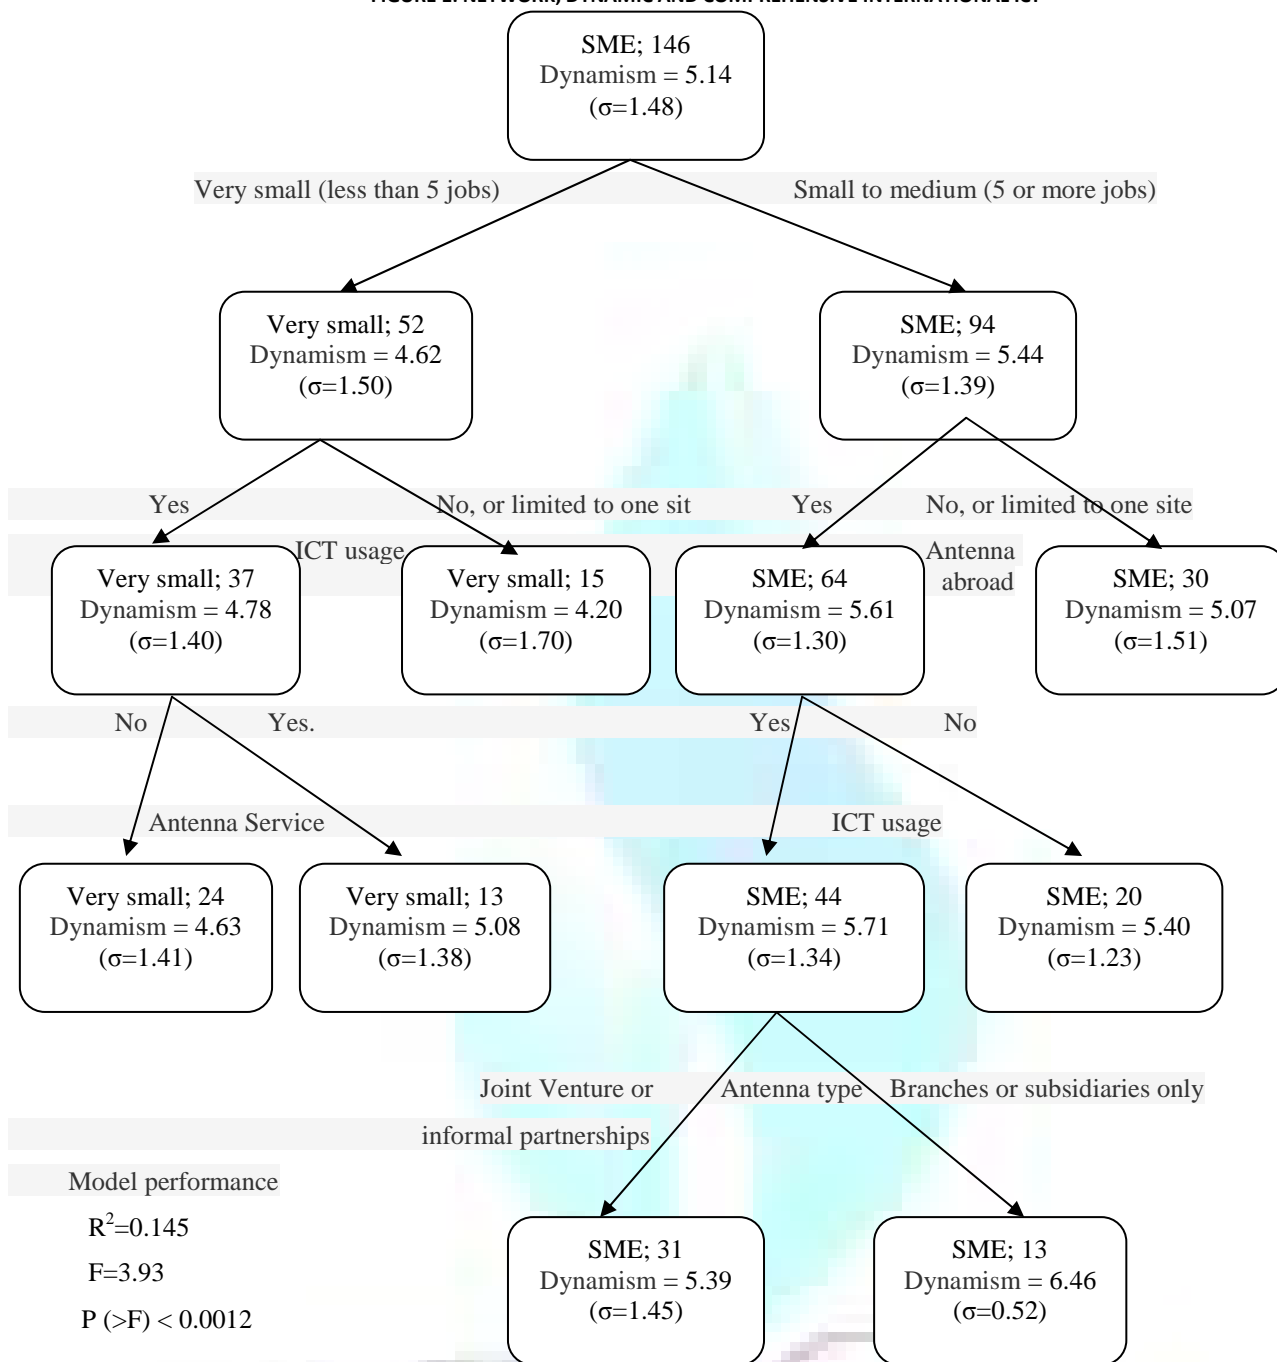 FIGURE 1: NETWORK, DYNAMIC AND COMPREHENSIVE INTERNATIONAL ICT
SME; 146
Dynamism = 5.14
(σ=1.48)
Very small (less than 5 jobs)
Small to medium (5 or more jobs)
Very small; 52
Dynamism = 4.62
(σ=1.50)
SME; 94
Dynamism = 5.44
(σ=1.39)
Yes
No, or limited to one sit
Yes
No, or limited to one site
ICT usage
Antenna
abroad
Very small; 37
Dynamism = 4.78
(σ=1.40)
Very small; 15
Dynamism = 4.20
(σ=1.70)
SME; 64
Dynamism = 5.61
(σ=1.30)
SME; 30
Dynamism = 5.07
(σ=1.51)
No
Yes.
Yes
No
Antenna Service
ICT usage
Very small; 24
Dynamism = 4.63
(σ=1.41)
Very small; 13
Dynamism = 5.08
(σ=1.38)
SME; 44
Dynamism = 5.71
(σ=1.34)
SME; 20
Dynamism = 5.40
(σ=1.23)
Joint Venture or
informal partnerships
Antenna type
Branches or subsidiaries only
Model performance
R²=0.145
F=3.93
P (>F) < 0.0012
SME; 31
Dynamism = 5.39
(σ=1.45)
SME; 13
Dynamism = 6.46
(σ=0.52)